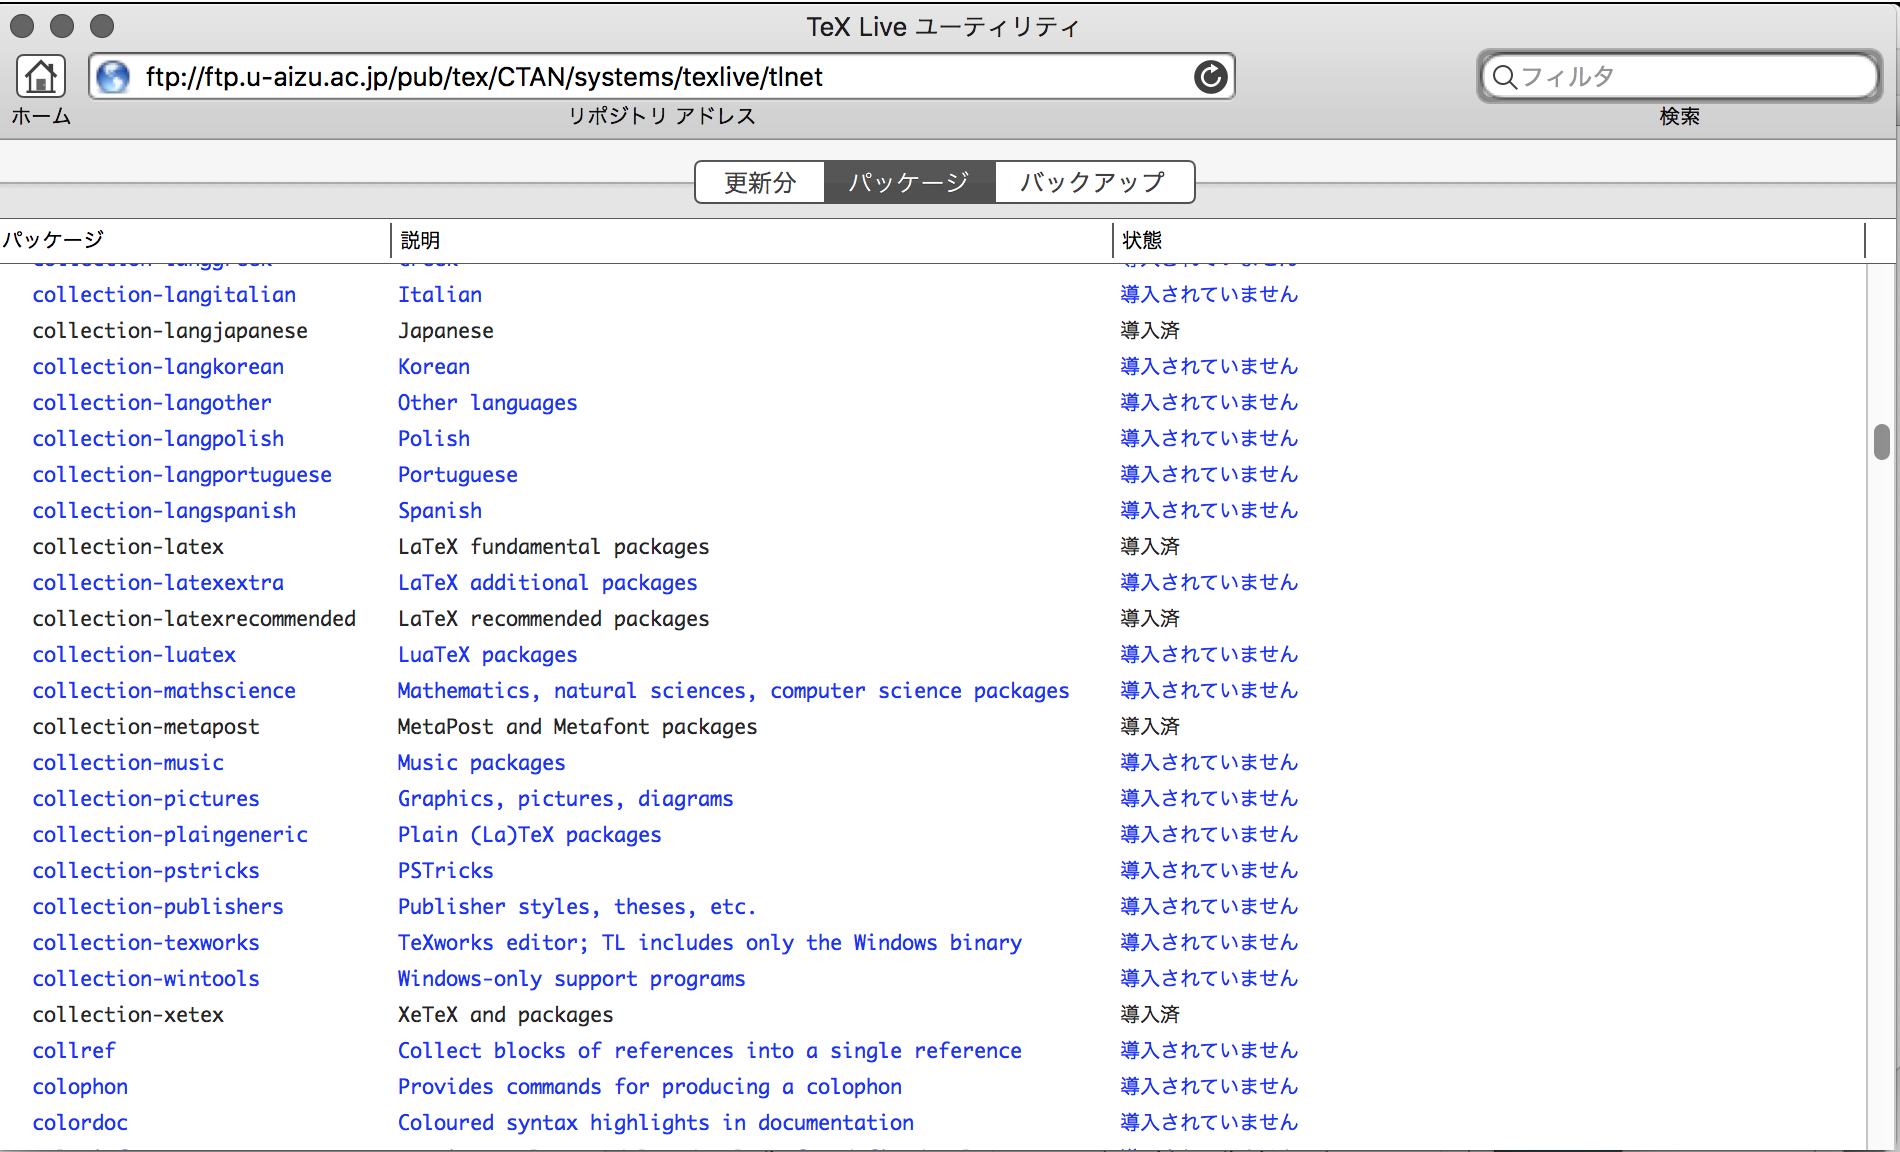 TeX Live ユーティリティ
ftp://ftp.u-aizu.ac.jp/pub/tex/CTAN/systems/texlive/tlnet
フィルタ
ホーム リポジトリ アドレス 検索
更新分 パッケージ バックアップ
パッケージ 説明 状態
collection-langgreek Greek 導入されていません
collection-langitalian Italian 導入されていません
collection-langjapanese Japanese 導入済
collection-langkorean Korean 導入されていません
collection-langother Other languages 導入されていません
collection-langpolish Polish 導入されていません
collection-langportuguese Portuguese 導入されていません
collection-langspanish Spanish 導入されていません
collection-latex LaTeX fundamental packages 導入済
collection-latexextra LaTeX additional packages 導入されていません
collection-latexrecommended LaTeX recommended packages 導入済
collection-luatex LuaTeX packages 導入されていません
collection-mathscience Mathematics, natural sciences, computer science packages 導入されていません
collection-metapost MetaPost and Metafont packages 導入済
collection-music Music packages 導入されていません
collection-pictures Graphics, pictures, diagrams 導入されていません
collection-plaingeneric Plain (La)TeX packages 導入されていません
collection-pstricks PSTricks 導入されていません
collection-publishers Publisher styles, theses, etc. 導入されていません
collection-texworks TeXworks editor; TL includes only the Windows binary 導入されていません
collection-wintools Windows-only support programs 導入されていません
collection-xetex XeTeX and packages 導入済
collref Collect blocks of references into a single reference 導入されていません
colophon Provides commands for producing a colophon 導入されていません
colordoc Coloured syntax highlights in documentation 導入されていません